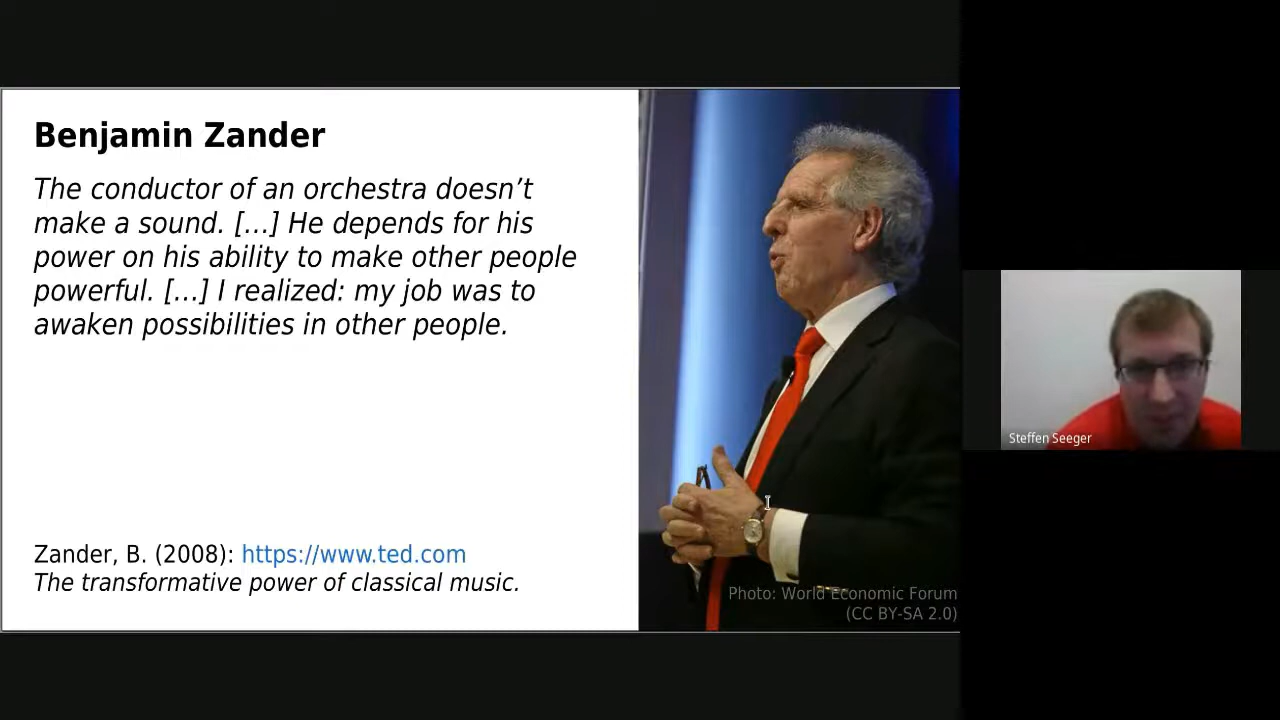 Benjamin Zander
The conductor of an orchestra doesn’t
make a sound. [...] He depends for his
power on his ability to make other people
powerful. [...] I realized: my job was to
awaken possibilities in other people.
Zander, B. (2008): https://www.ted.com
The transformative power of classical music.
Photo: World Economic Forum
(CC BY-SA 2.0)
Steffen Seeger